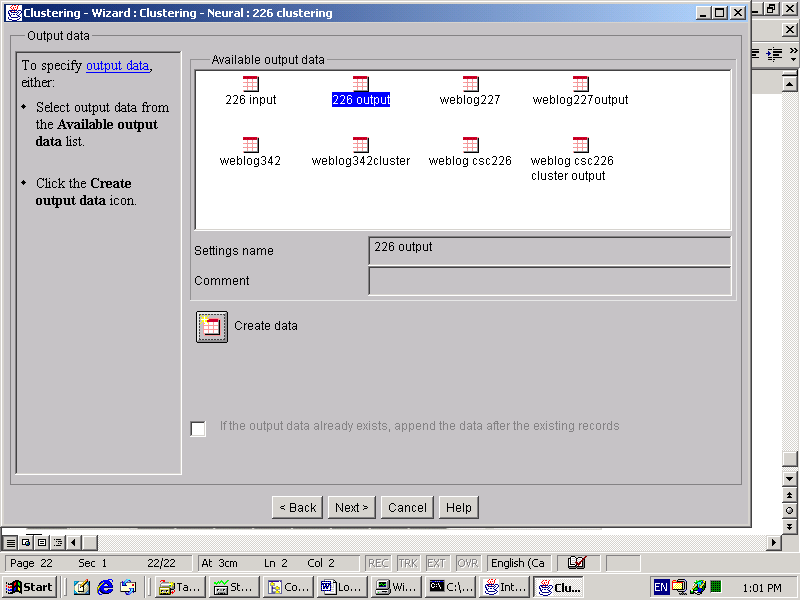 Clustering - Wizard : Clustering - Neural : 226 clustering
Output data
To specify output data,
either:
• Select output data from
the Available output
data list.
• Click the Create
output data icon.
Available output data
226 input
226 output
weblog227
weblog227output
weblog342
weblog342cluster
weblog csc226
weblog csc226
cluster output
Settings name
226 output
Comment
Create data
If the output data already exists, append the data after the existing records
< Back
Next >
Cancel
Help
Page 22
Sec 1
22/22
At 3cm
Ln 2
Col 2
REC
TRK
EXT
OVR
English (Ca
Start
Ta...
St...
Co...
Lo...
Wi...
C:\...
Int...
Clu...
EN
1:01 PM